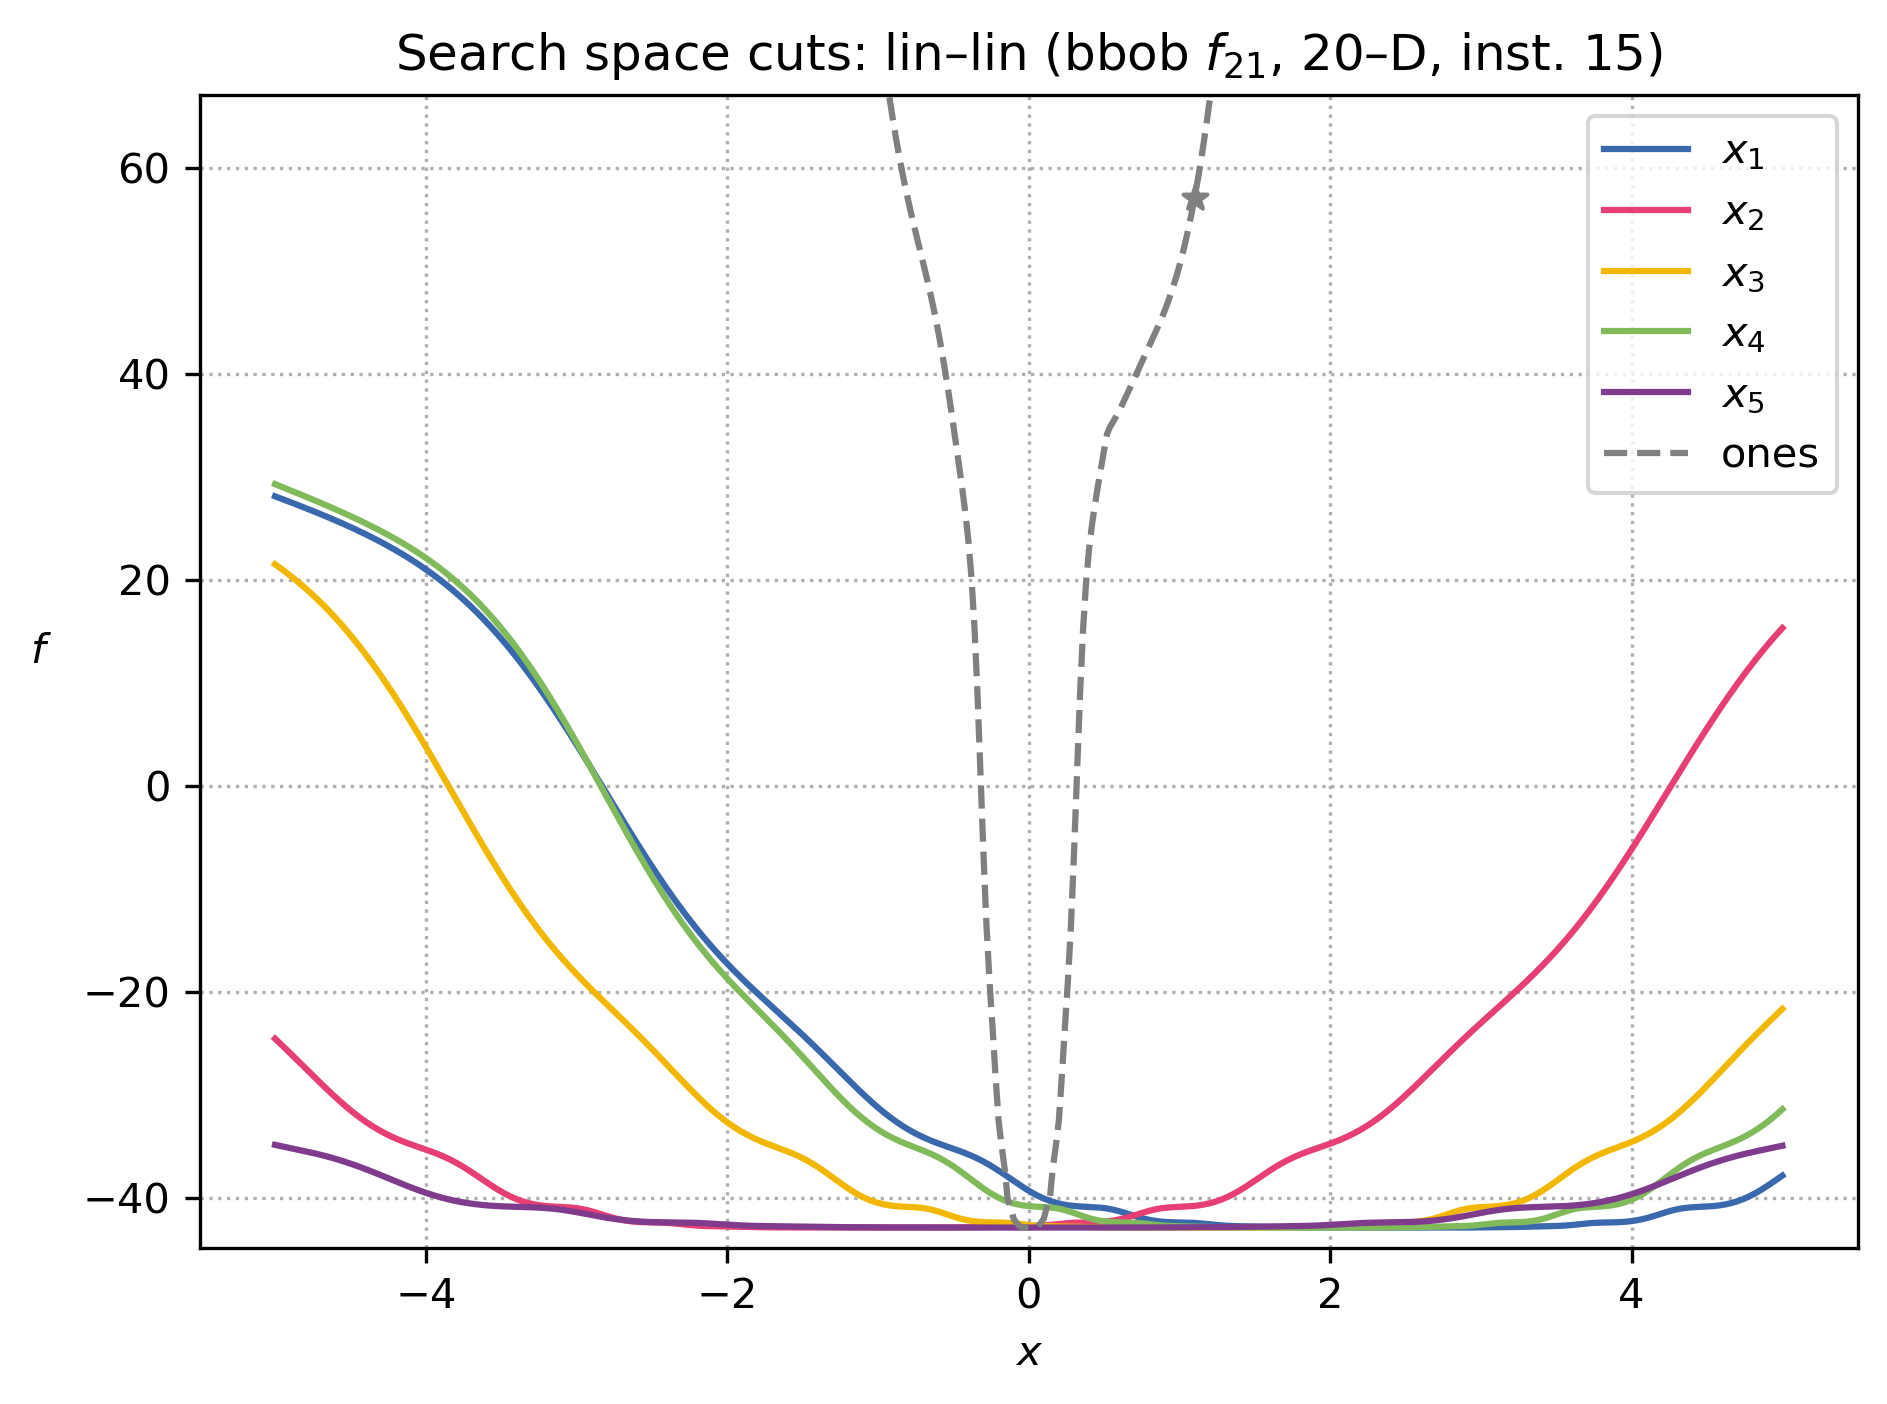 Search space cuts: lin–lin (bbob f21, 20–D, inst. 15)
60
40
20
0
−20
−40
f
−4
−2
0
2
4
x
x1
x2
x3
x4
x5
ones